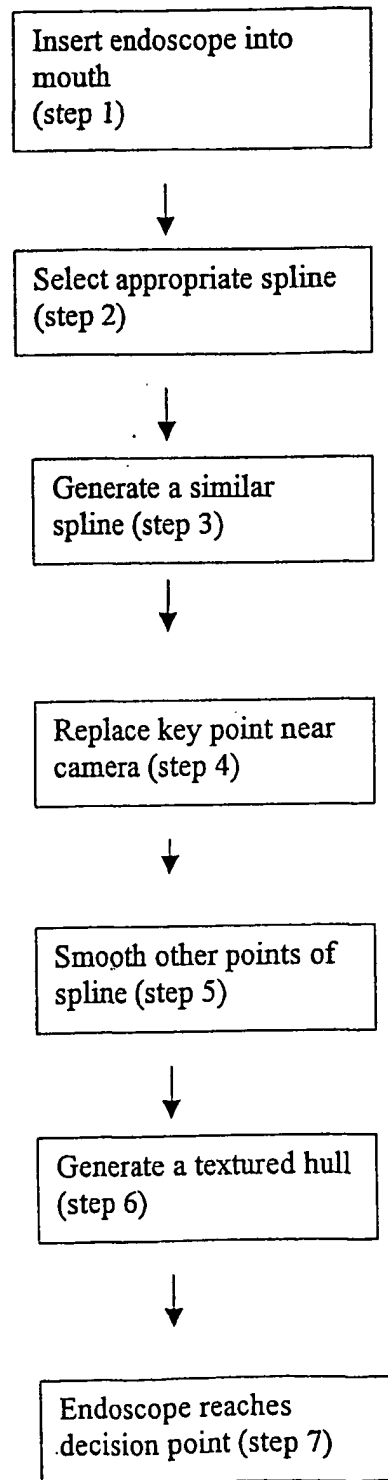 Insert endoscope into
mouth
(step 1)
Select appropriate spline
(step 2)
Generate a similar
spline (step 3)
Replace key point near
camera (step 4)
Smooth other points of
spline (step 5)
Generate a textured hull
(step 6)
Endoscope reaches
decision point (step 7)